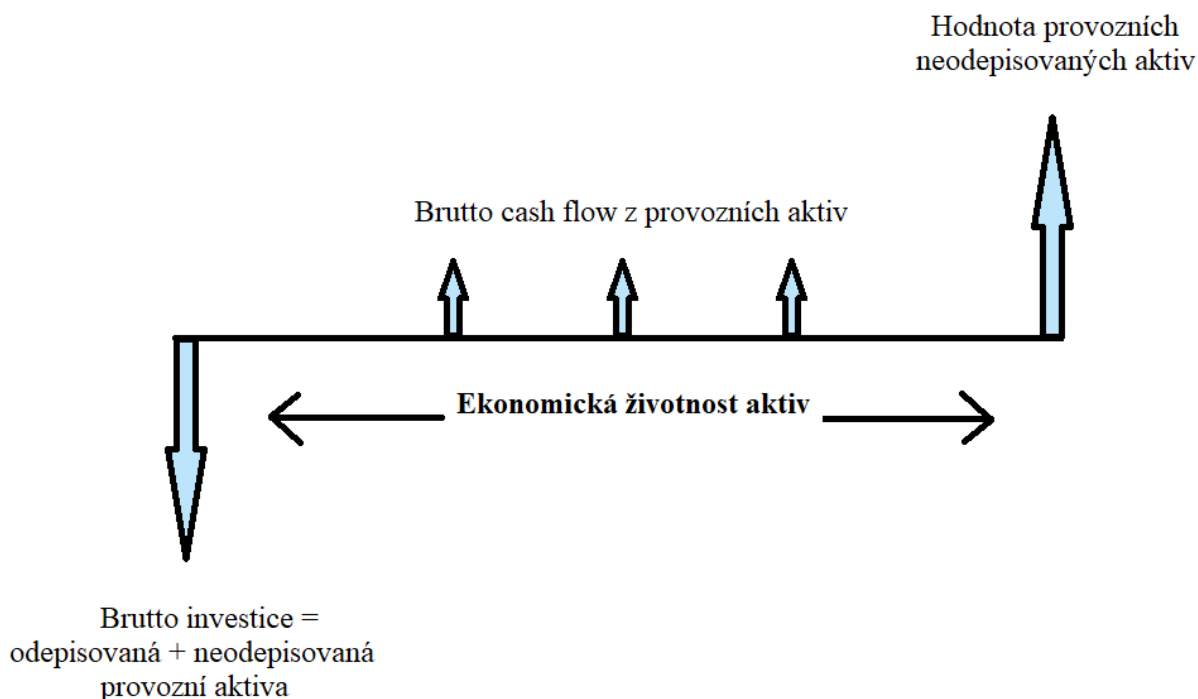 Hodnota provozních
neodepisovaných aktiv
Brutto cash flow z provozních aktiv
Ekonomická životnost aktiv
Brutto investice =
odepisovaná + neodepisovaná
provozní aktiva